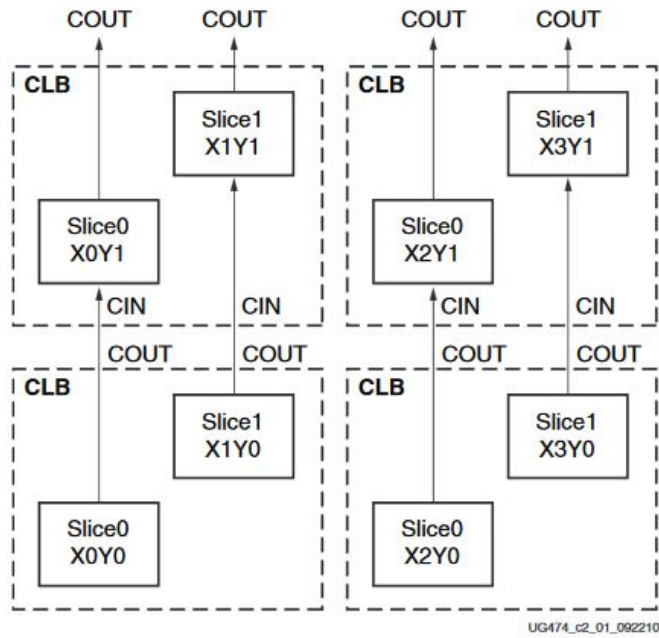 COUT
COUT
COUT
COUT
CLB
CLB
Slice1
X1Y1
Slice1
X3Y1
Slice0
X0Y1
Slice0
X2Y1
CIN
CIN
CIN
CIN
COUT
COUT
COUT
COUT
CLB
CLB
Slice1
X1Y0
Slice1
X3Y0
Slice0
X0Y0
Slice0
X2Y0
UG474_c2_01_092210